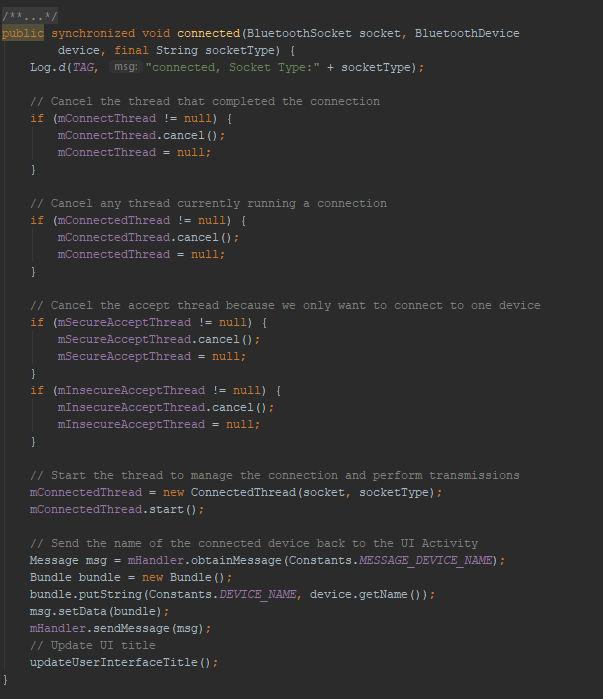 /**...*/
public synchronized void connected(BluetoothSocket socket, BluetoothDevice
        device, final String socketType) {
    Log.d(TAG, msg: "connected, Socket Type:" + socketType);

    // Cancel the thread that completed the connection
    if (mConnectThread != null) {
        mConnectThread.cancel();
        mConnectThread = null;
    }

    // Cancel any thread currently running a connection
    if (mConnectedThread != null) {
        mConnectedThread.cancel();
        mConnectedThread = null;
    }

    // Cancel the accept thread because we only want to connect to one device
    if (mSecureAcceptThread != null) {
        mSecureAcceptThread.cancel();
        mSecureAcceptThread = null;
    }
    if (mInsecureAcceptThread != null) {
        mInsecureAcceptThread.cancel();
        mInsecureAcceptThread = null;
    }

    // Start the thread to manage the connection and perform transmissions
    mConnectedThread = new ConnectedThread(socket, socketType);
    mConnectedThread.start();

    // Send the name of the connected device back to the UI Activity
    Message msg = mHandler.obtainMessage(Constants.MESSAGE_DEVICE_NAME);
    Bundle bundle = new Bundle();
    bundle.putString(Constants.DEVICE_NAME, device.getName());
    msg.setData(bundle);
    mHandler.sendMessage(msg);
    // Update UI title
    updateUserInterfaceTitle();
}